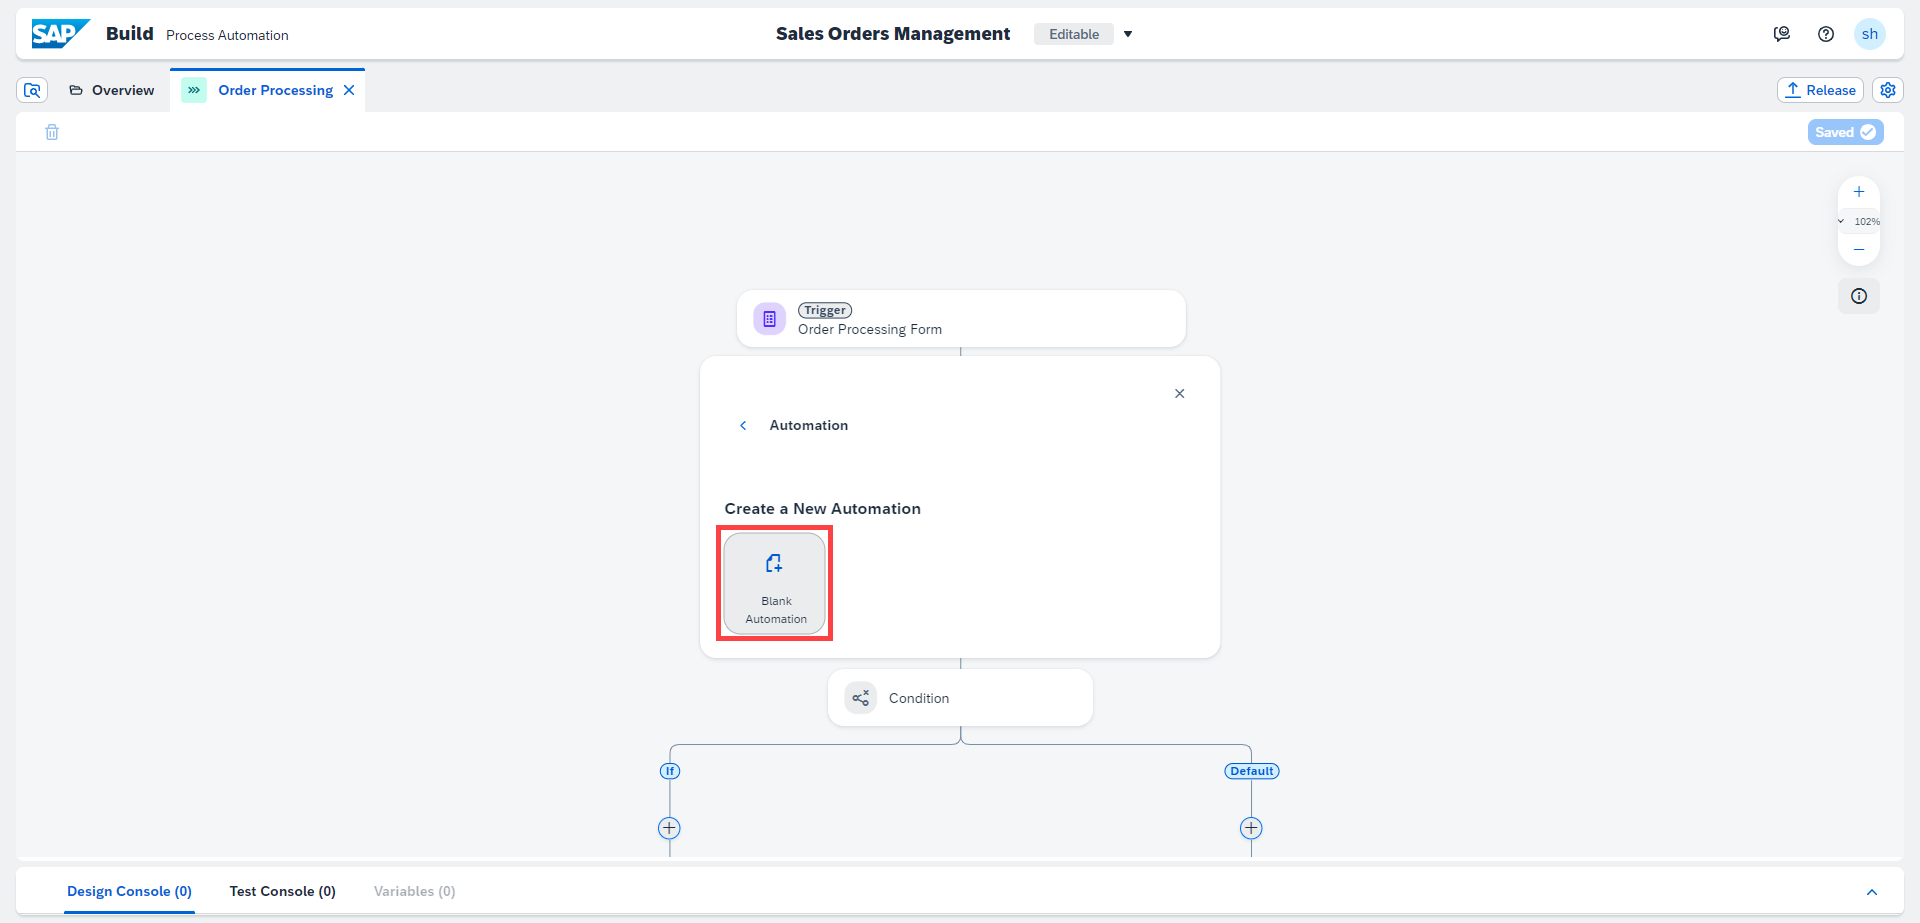 SAP Build Process Automation
Sales Orders Management Editable
sh
Overview
Order Processing
Release
Saved
102%
Trigger
Order Processing Form
Automation
Create a New Automation
Blank
Automation
Condition
If
Default
Design Console (0)
Test Console (0)
Variables (0)